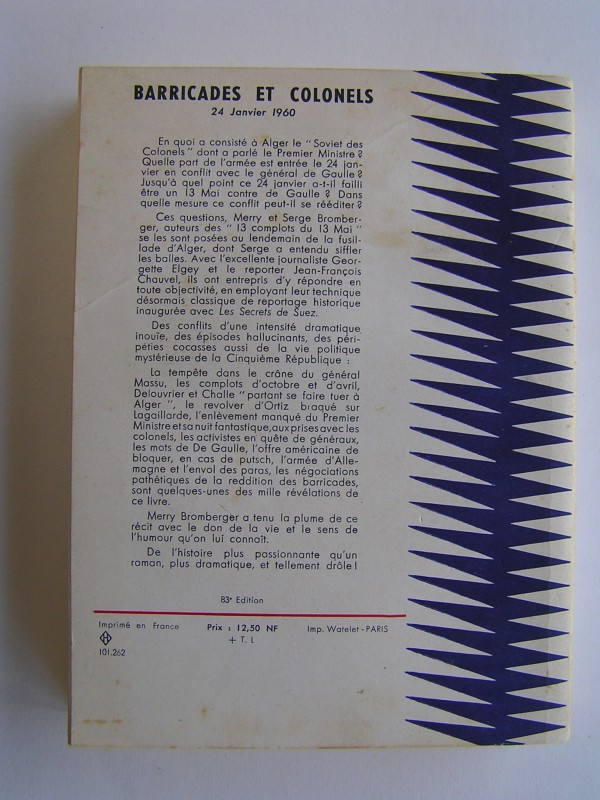 BARRICADES ET COLONELS
24 Janvier 1960
En quoi a consisté à Alger le " Soviet des
Colonels " dont a parlé le Premier Ministre ?
Quelle part de l'armée est entrée le 24 jan-
vier en conflit avec le général de Gaulle ?
Jusqu'à quel point ce 24 janvier a-t-il failli
être un 13 Mai contre de Gaulle ? Dans
quelle mesure ce conflit peut-il se rééditer ?
Ces questions, Merry et Serge Bromber-
ger, auteurs des " 13 complots du 13 Mai "
se les sont posées au lendemain de la fusil-
lade d'Alger, dont Serge a entendu siffler
les balles. Avec l'excellente journaliste Geor-
gette Elgey et le reporter Jean-François
Chauvel, ils ont entrepris d'y répondre en
toute objectivité, en employant leur technique
désormais classique de reportage historique
inaugurée avec Les Secrets de Suez.
Des conflits d'une intensité dramatique
inouïe, des épisodes hallucinants, des péri-
péties cocasses aussi de la vie politique
mystérieuse de la Cinquième République :
La tempête dans le crâne du général
Massu, les complots d'octobre et d'avril,
Delouvrier et Challe " partant se faire tuer à
Alger ", le revolver d'Ortiz braqué sur
Lagaillarde, l'enlèvement manqué du Premier
Ministre et sa nuit fantastique, aux prises avec les
colonels, les activistes en quête de généraux,
les mots de De Gaulle, l'offre américaine de
bloquer, en cas de putsch, l'armée d'Alle-
magne et l'envol des paras, les négociations
pathétiques de la reddition des barricades,
sont quelques-unes des mille révélations de
ce livre.
Merry Bromberger a tenu la plume de ce
récit avec le don de la vie et le sens de
l'humour qu'on lui connaît.
De l'histoire plus passionnante qu'un
roman, plus dramatique, et tellement drôle !
83e Edition
Imprimé en France Prix : 12,50 NF Imp. Watelet - PARIS
+ T. L
101.262